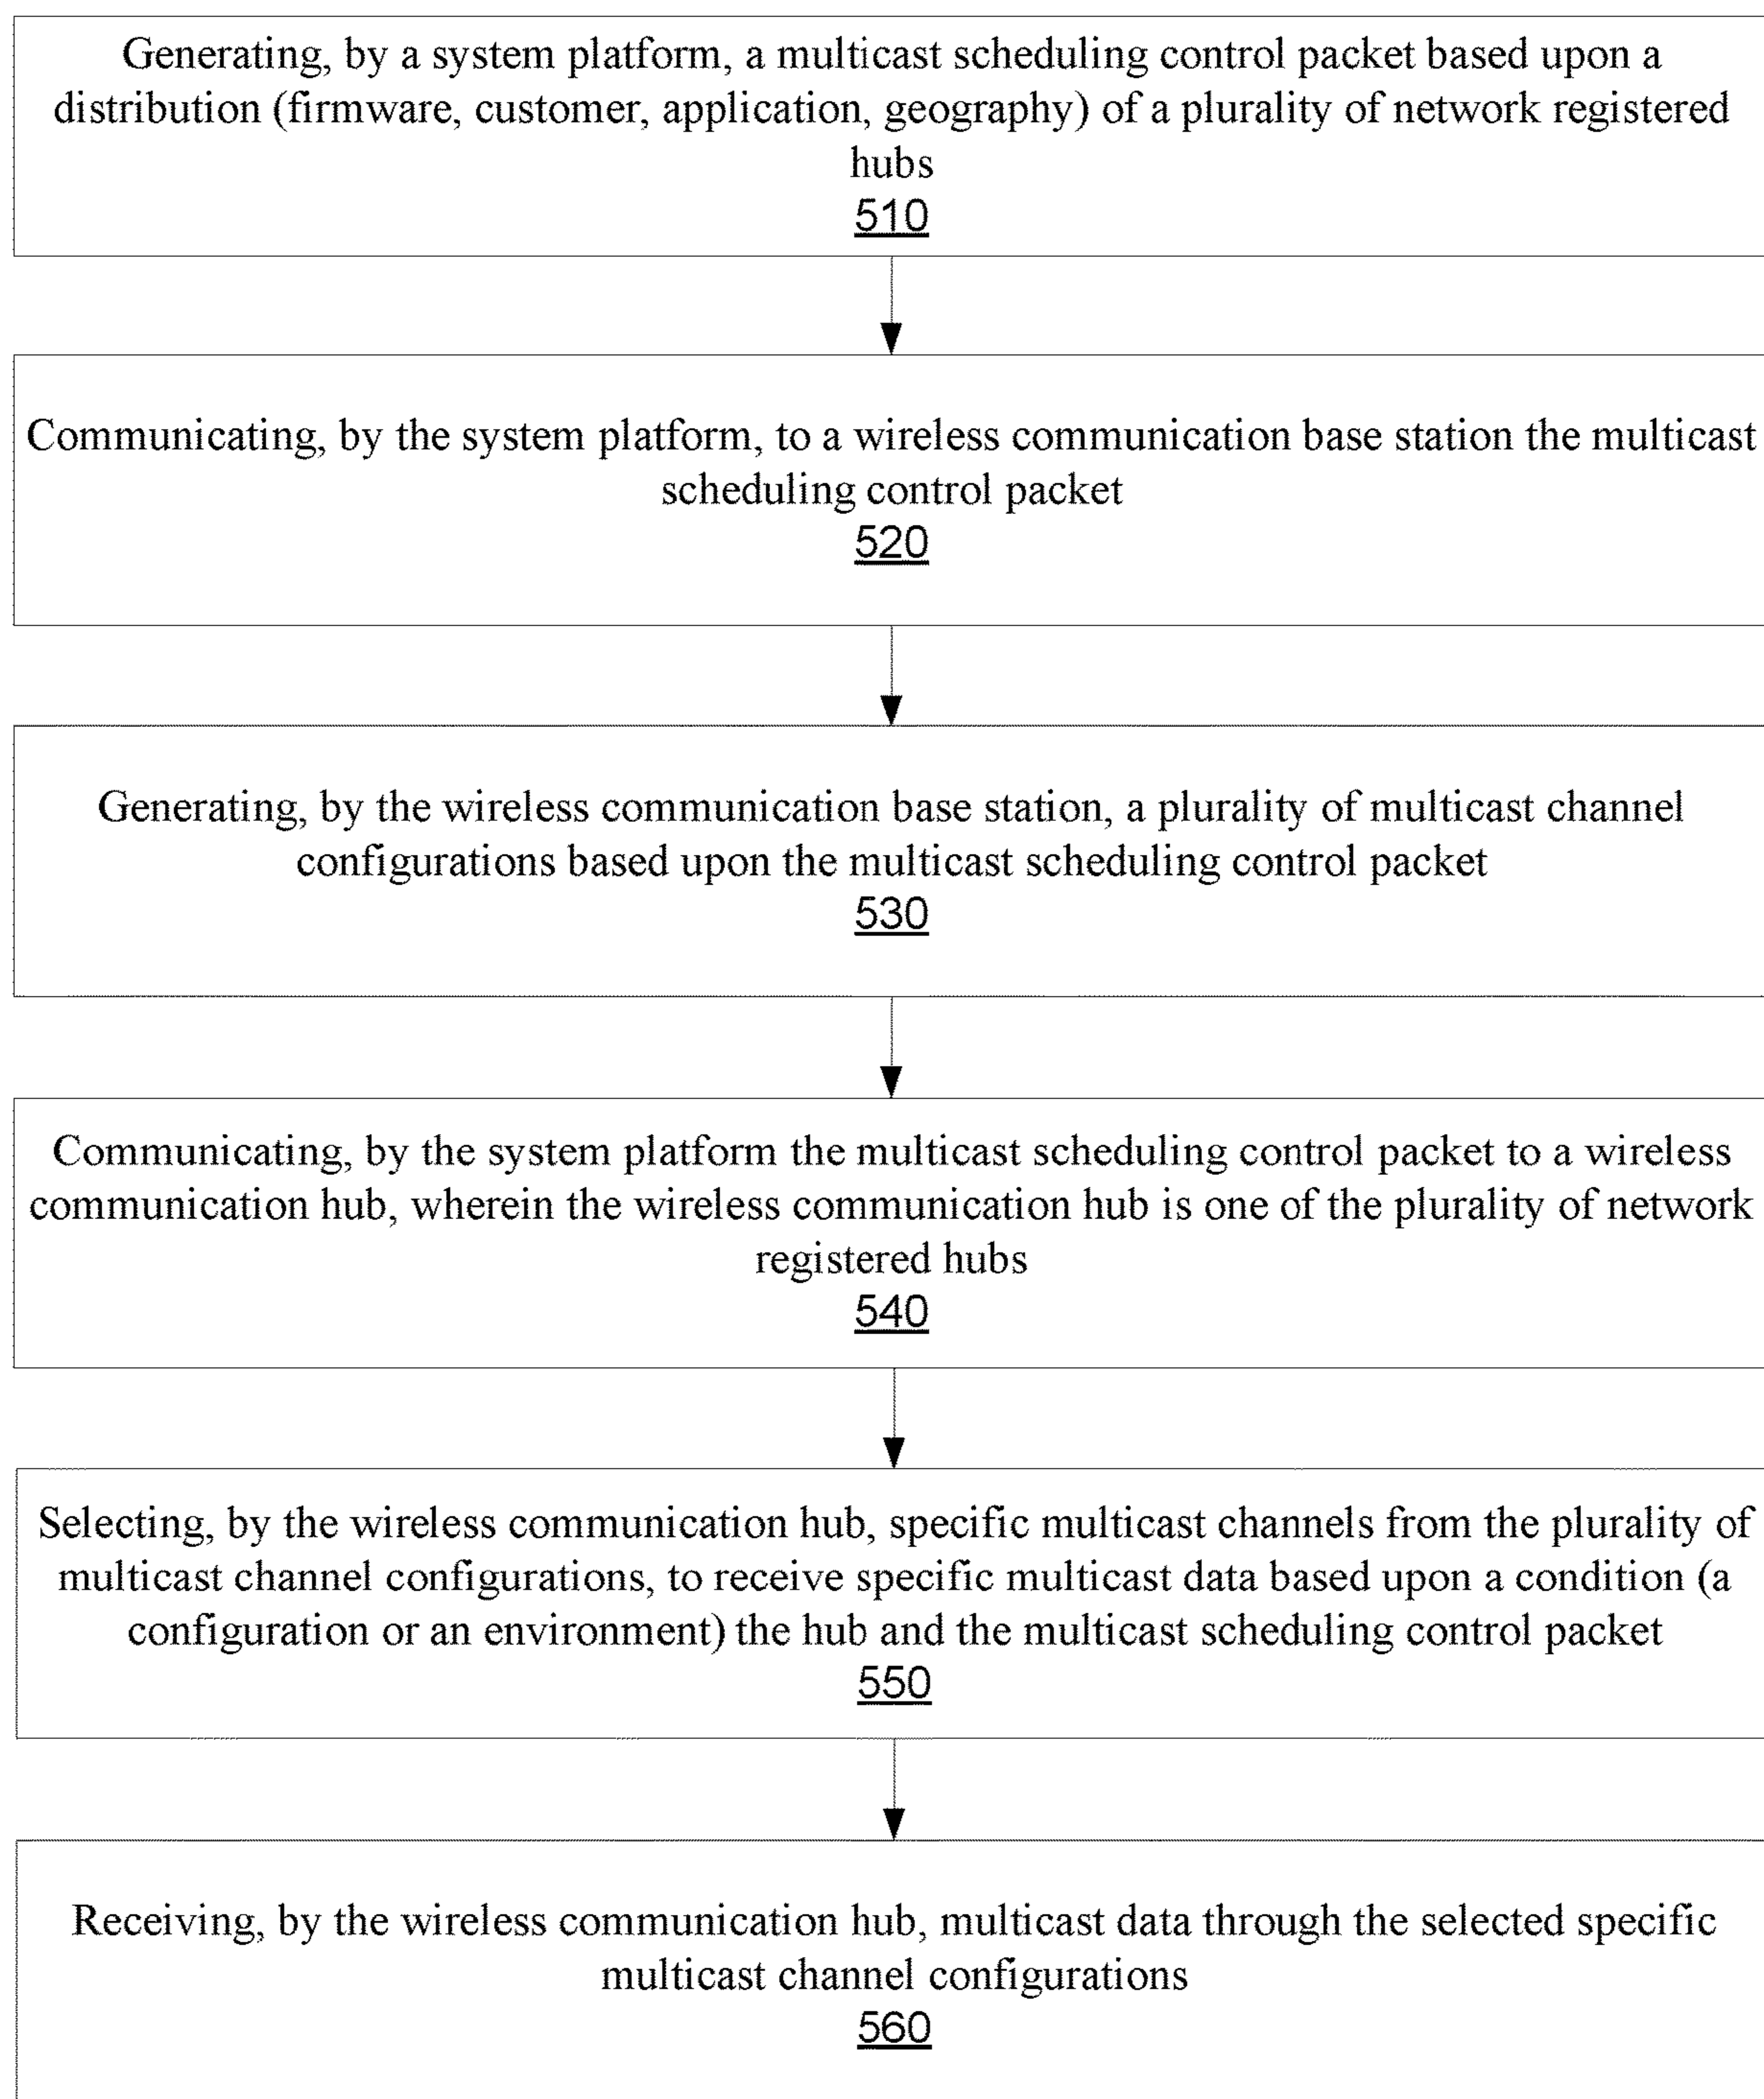 Generating, by a system platform, a multicast scheduling control packet based upon a
distribution (firmware, customer, application, geography) of a plurality of network registered
hubs
510
Communicating, by the system platform, to a wireless communication base station the multicast
scheduling control packet
520
Generating, by the wireless communication base station, a plurality of multicast channel
configurations based upon the multicast scheduling control packet
530
Communicating, by the system platform the multicast scheduling control packet to a wireless
communication hub, wherein the wireless communication hub is one of the plurality of network
registered hubs
540
Selecting, by the wireless communication hub, specific multicast channels from the plurality of
multicast channel configurations, to receive specific multicast data based upon a condition (a
configuration or an environment) the hub and the multicast scheduling control packet
550
Receiving, by the wireless communication hub, multicast data through the selected specific
multicast channel configurations
560